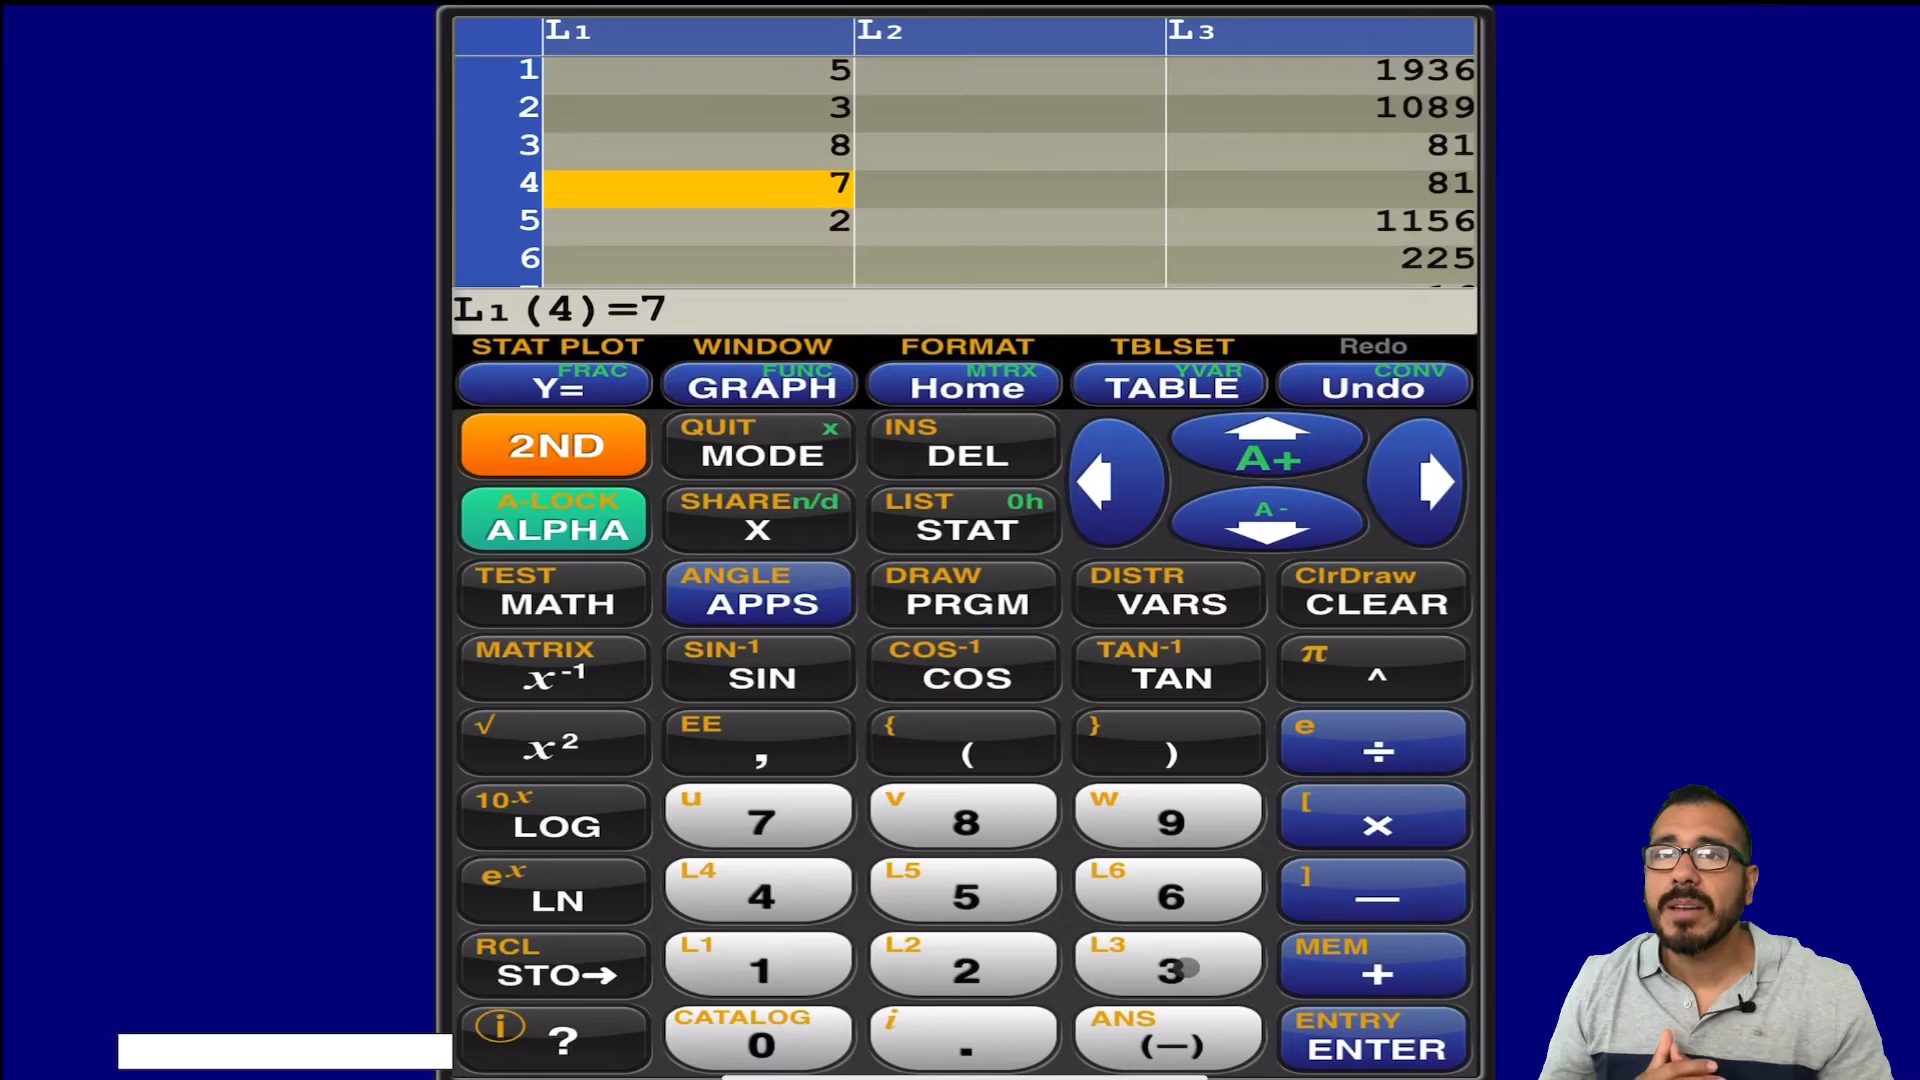 L1 L2 L3
1 5 1936
2 3 1089
3 8 81
4 7 81
5 2 1156
6 225
L1(4)=7
STAT PLOT WINDOW FORMAT TBLSET Redo
FRAC FUNC MTRX YVAR CONV
Y= GRAPH Home TABLE Undo
QUIT x INS
2ND MODE DEL A+
A-LOCK SHARE n/d LIST 0h A-
ALPHA X STAT
TEST ANGLE DRAW DISTR ClrDraw
MATH APPS PRGM VARS CLEAR
MATRIX SIN-1 COS-1 TAN-1 π
x-1 SIN COS TAN ^
√ EE { } e
x2 , ( ) ÷
10x u v w [
LOG 7 8 9 ×
ex L4 L5 L6 ]
LN 4 5 6 —
RCL L1 L2 L3 MEM
STO→ 1 2 3 +
i CATALOG i ANS ENTRY
? 0 . (—) ENTER